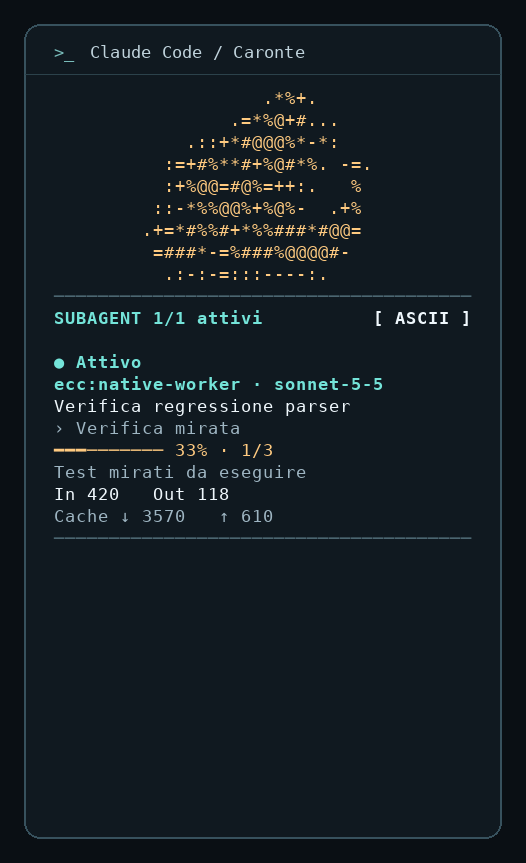 >_ Claude Code / Caronte
.*%+.
.=*%@+#...
.::+*#@@@%*-*:
:=+#%**#+%@#*%. -=.
:+%@@=#@%=++:.   %
::-*%%@@%+%@%-  .+%
.+=*#%%#+*%%###*#@@=
=###*-=%###%@@@@#-
.:-:-=:::----:.
SUBAGENT 1/1 attivi [ ASCII ]
● Attivo
ecc:native-worker · sonnet-5-5
Verifica regressione parser
› Verifica mirata
━━━─────── 33% · 1/3
Test mirati da eseguire
In 420   Out 118
Cache ↓ 3570   ↑ 610